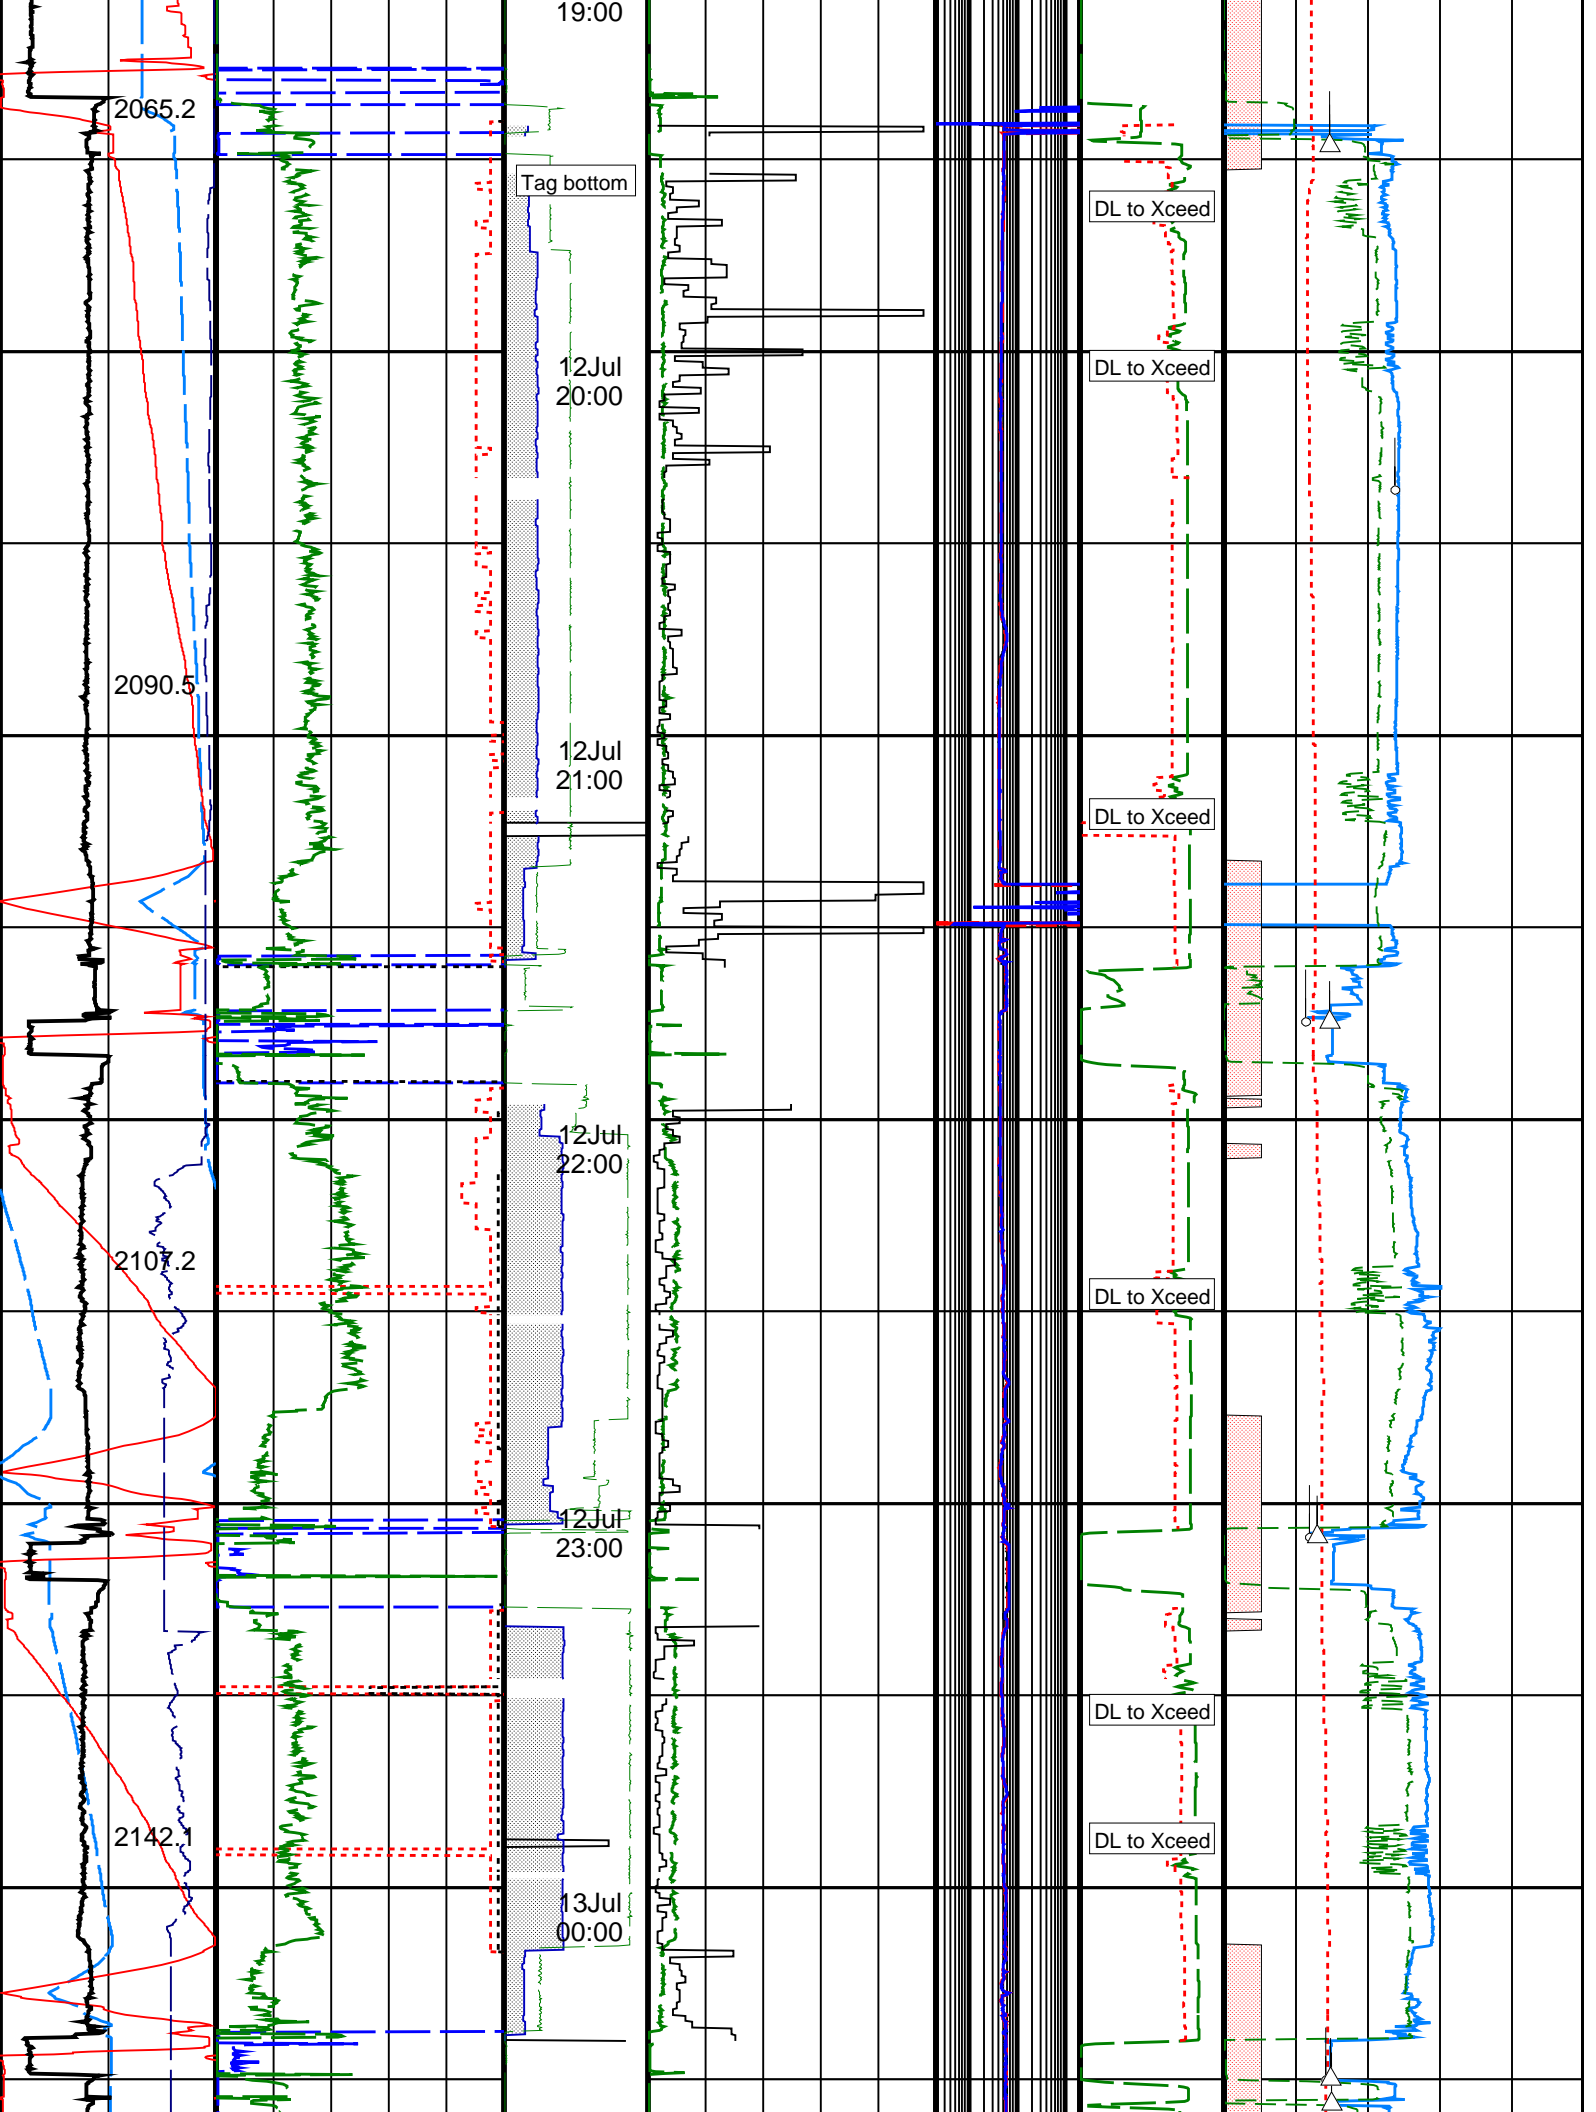 19:00
2065.2
Tag bottom
DL to Xceed
DL to Xceed
12Jul
20:00
2090.5
12Jul
21:00
DL to Xceed
12Jul
22:00
2107.2
DL to Xceed
12Jul
23:00
DL to Xceed
2142.1
DL to Xceed
13Jul
00:00